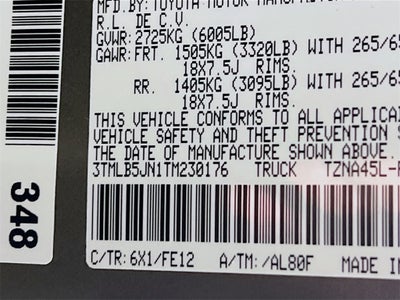 MFD.BY:TOYOTA MOTOR
R.L. DE C.V.
GVWR: 2725KG (6005LB)
GAWR: FRT. 1505KG (3320LB) WITH 265/65
18X7.5J RIMS.
RR. 1405KG (3095LB) WITH 265/65
18X7.5J RIMS.
THIS VEHICLE CONFORMS TO ALL APPLICAB
VEHICLE SAFETY AND THEFT PREVENTION S
THE DATE OF MANUFACTURE SHOWN ABOVE.
3TMLB5JN1TM230176 TRUCK TZNA45L-
C/TR: 6X1/FE12 A/TM: /AL80F MADE IN
348